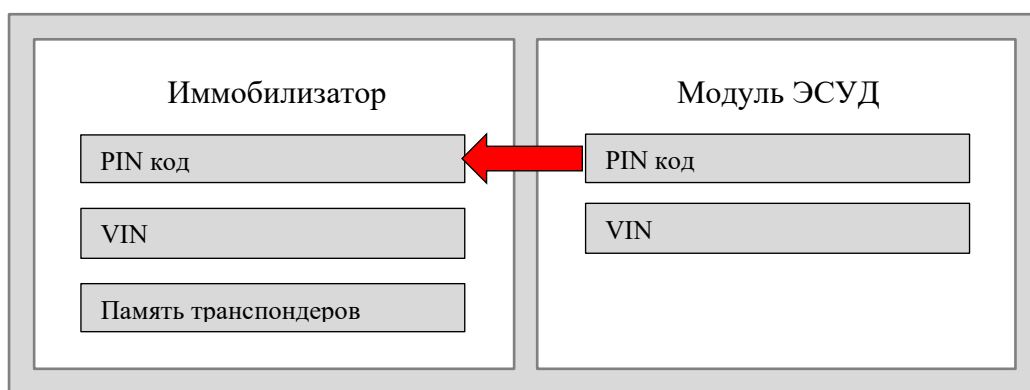 Иммобилизатор
PIN код
VIN
Память транспондеров
Модуль ЭСУД
PIN код
VIN